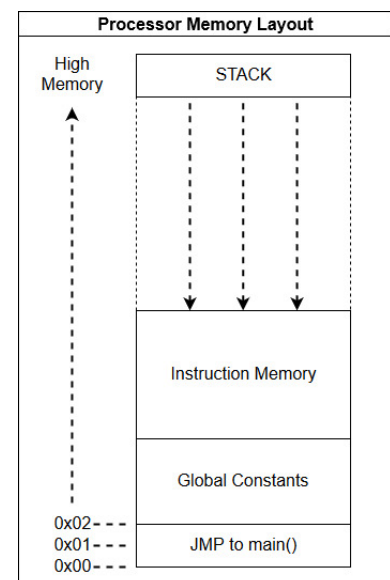 Processor Memory Layout
High
Memory
STACK
Instruction Memory
Global Constants
0x02
0x01
JMP to main()
0x00